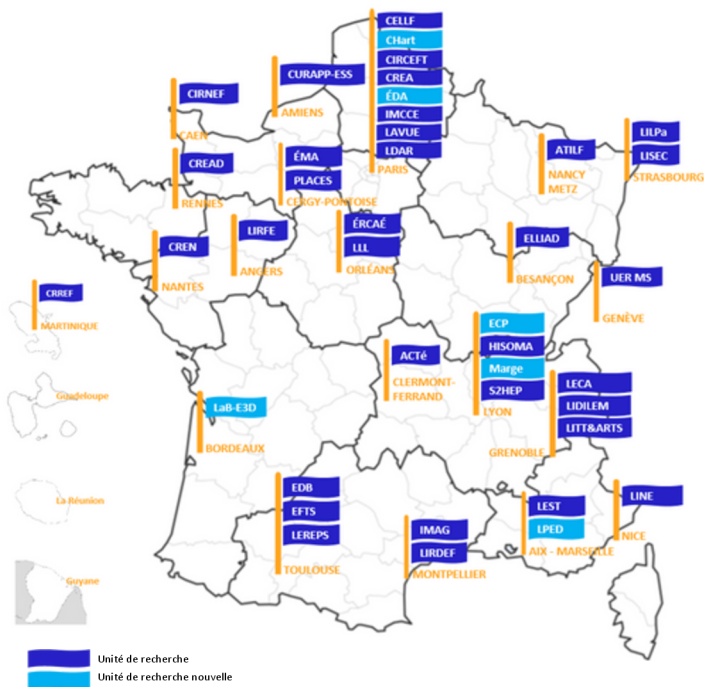 CELLF
CHart
CIRCEFT
CREA
ÉDA
IMCCE
LAVUE
LDAR
PARIS
CURAPP-ESS
AMIENS
CIRNEF
CAEN
CREAD
RENNES
ÉMA
PLACES
CERGY-PONTOISE
ATILF
NANCY
METZ
LILPa
LISEC
STRASBOURG
CREN
NANTES
LIRFE
ANGERS
ÉRCAÉ
LLL
ORLÉANS
ELLIAD
BESANÇON
UER MS
GENÈVE
CRREF
MARTINIQUE
ECP
HISOMA
Marge
S2HEP
LYON
ACTé
CLERMONT-
FERRAND
LECA
LIDILEM
LITT&ARTS
GRENOBLE
Guadeloupe
LaB-E3D
BORDEAUX
EDB
EFTS
LEREPS
TOULOUSE
IMAG
LIRDEF
MONTPELLIER
LEST
LPED
AIX - MARSEILLE
LINE
NICE
La Réunion
Guyane
Unité de recherche
Unité de recherche nouvelle